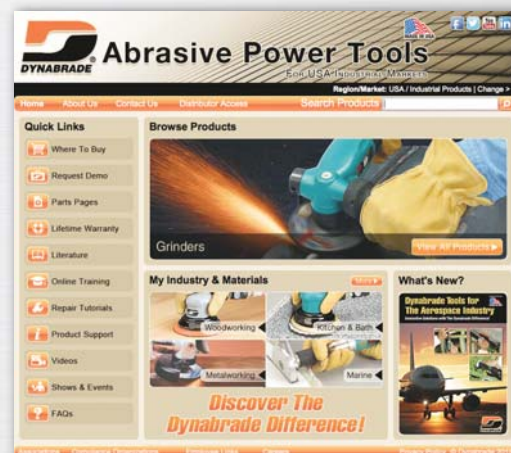 DYNABRADE
Abrasive Power Tools
FOR USA INDUSTRIAL MARKETS
MADE IN USA
Region/Market: USA / Industrial Products | Change >
Home About Us Contact Us Distributor Access Search Products
Quick Links
Where To Buy
Request Demo
Parts Pages
Lifetime Warranty
Literature
Online Training
Repair Tutorials
Product Support
Videos
Shows & Events
FAQs
Browse Products
Grinders
View All Products
My Industry & Materials
More
Woodworking
Kitchen & Bath
Metalworking
Marine
Discover The
Dynabrade Difference!
What's New?
Dynabrade Tools for
The Aerospace Industry